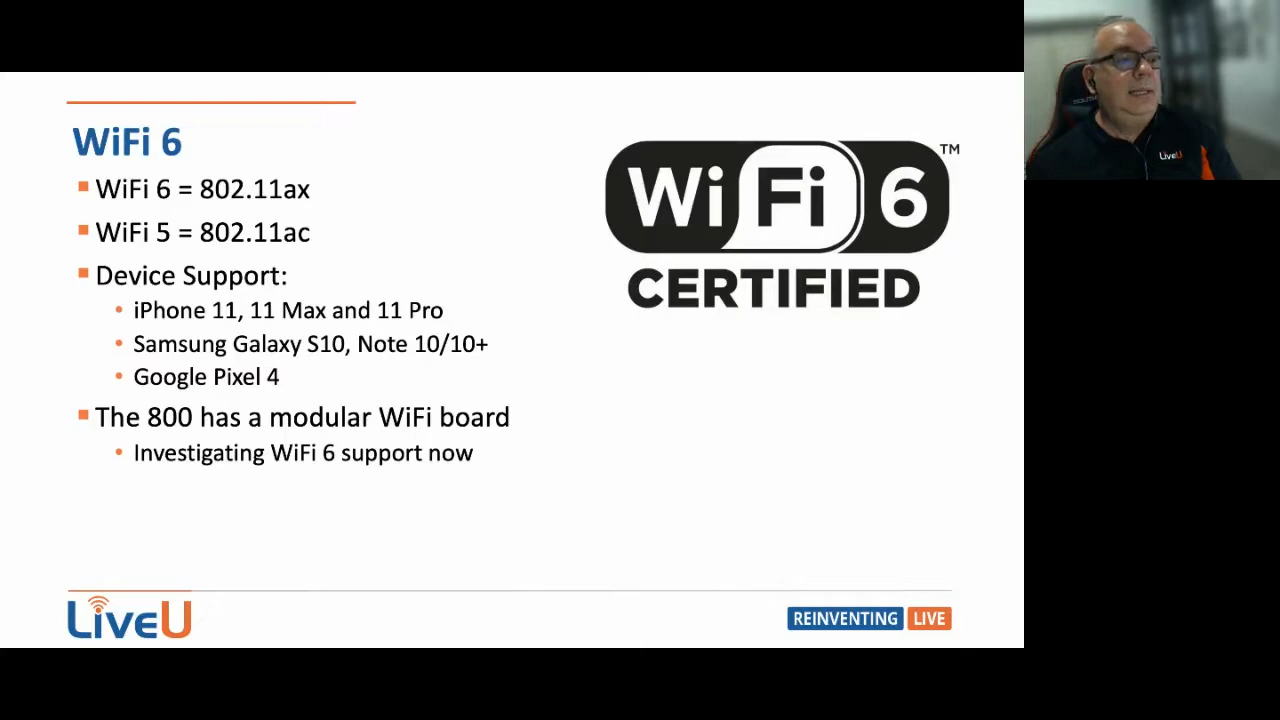 WiFi 6
WiFi 6 = 802.11ax
WiFi 5 = 802.11ac
Device Support:
iPhone 11, 11 Max and 11 Pro
Samsung Galaxy S10, Note 10/10+
Google Pixel 4
The 800 has a modular WiFi board
Investigating WiFi 6 support now
Wi Fi 6 TM
CERTIFIED
LiveU
REINVENTING LIVE
LiveU